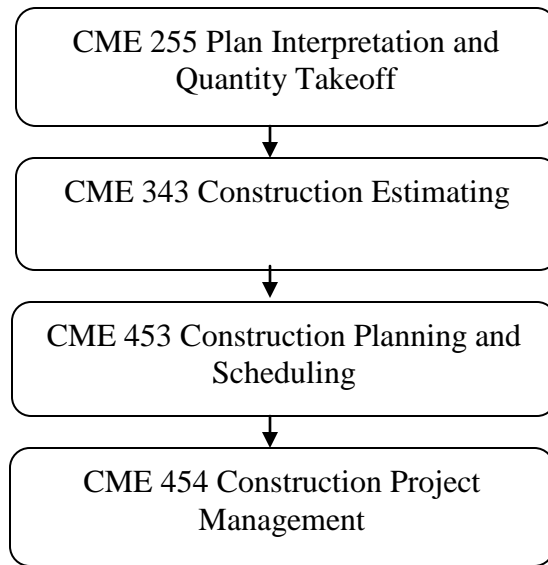 CME 255 Plan Interpretation and
Quantity Takeoff
CME 343 Construction Estimating
CME 453 Construction Planning and
Scheduling
CME 454 Construction Project
Management